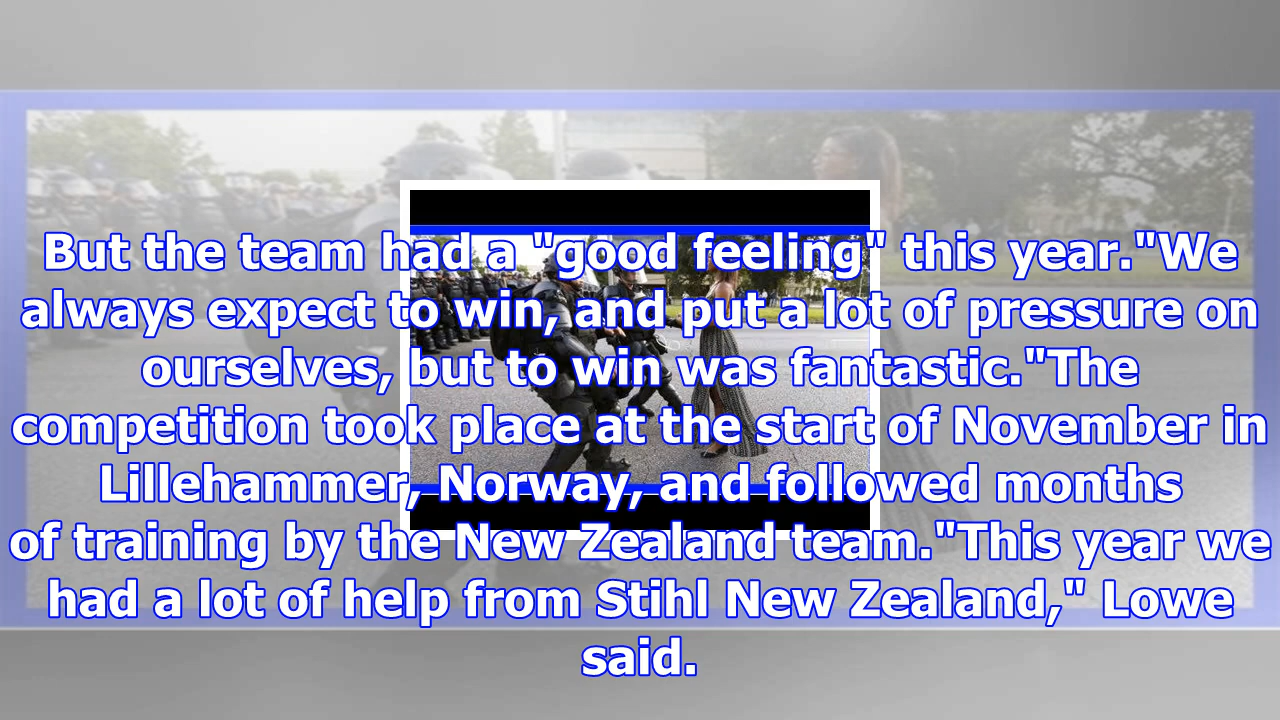 But the team had a "good feeling" this year."We
always expect to win, and put a lot of pressure on
ourselves, but to win was fantastic."The
competition took place at the start of November in
Lillehammer, Norway, and followed months
of training by the New Zealand team."This year we
had a lot of help from Stihl New Zealand," Lowe
said.